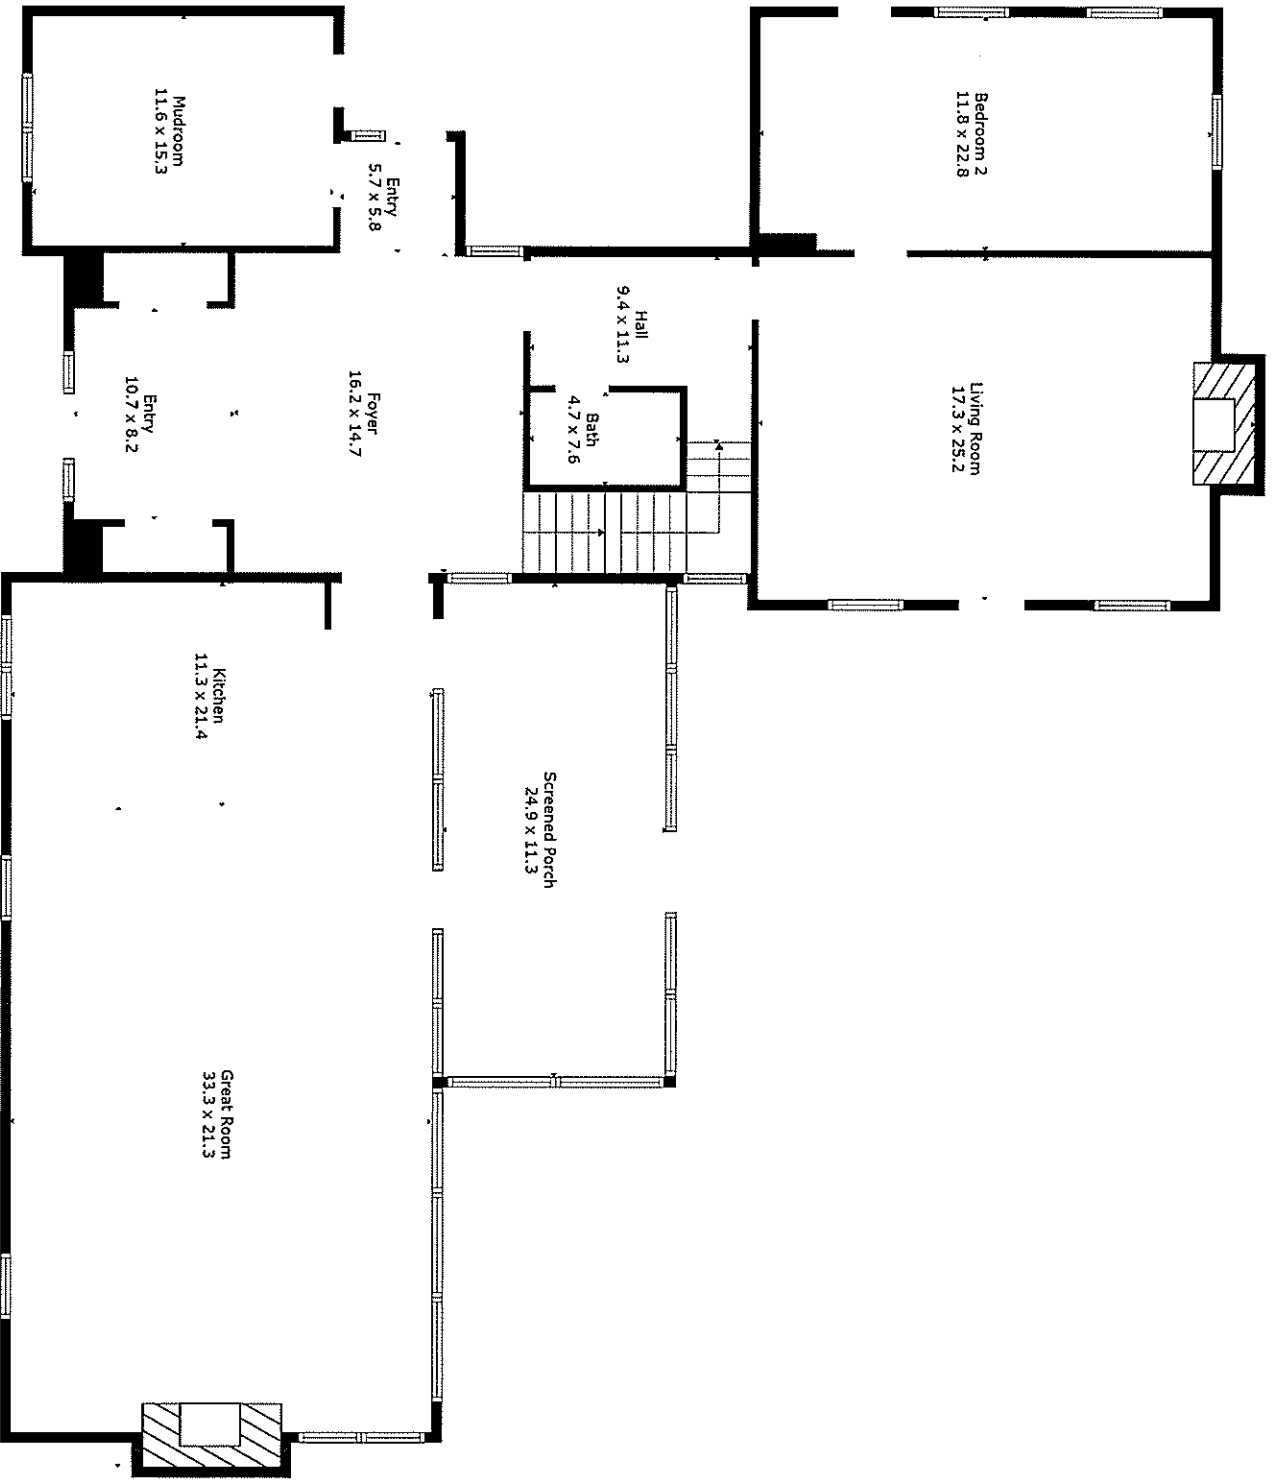 Mudroom
11.6 x 15.3
Entry
5.7 x 5.8
Bedroom 2
11.8 x 22.8
Hall
9.4 x 11.3
Living Room
17.3 x 25.2
Entry
10.7 x 8.2
Foyer
16.2 x 14.7
Bath
4.7 x 7.6
Kitchen
11.3 x 21.4
Screened Porch
24.9 x 11.3
Great Room
33.3 x 21.3